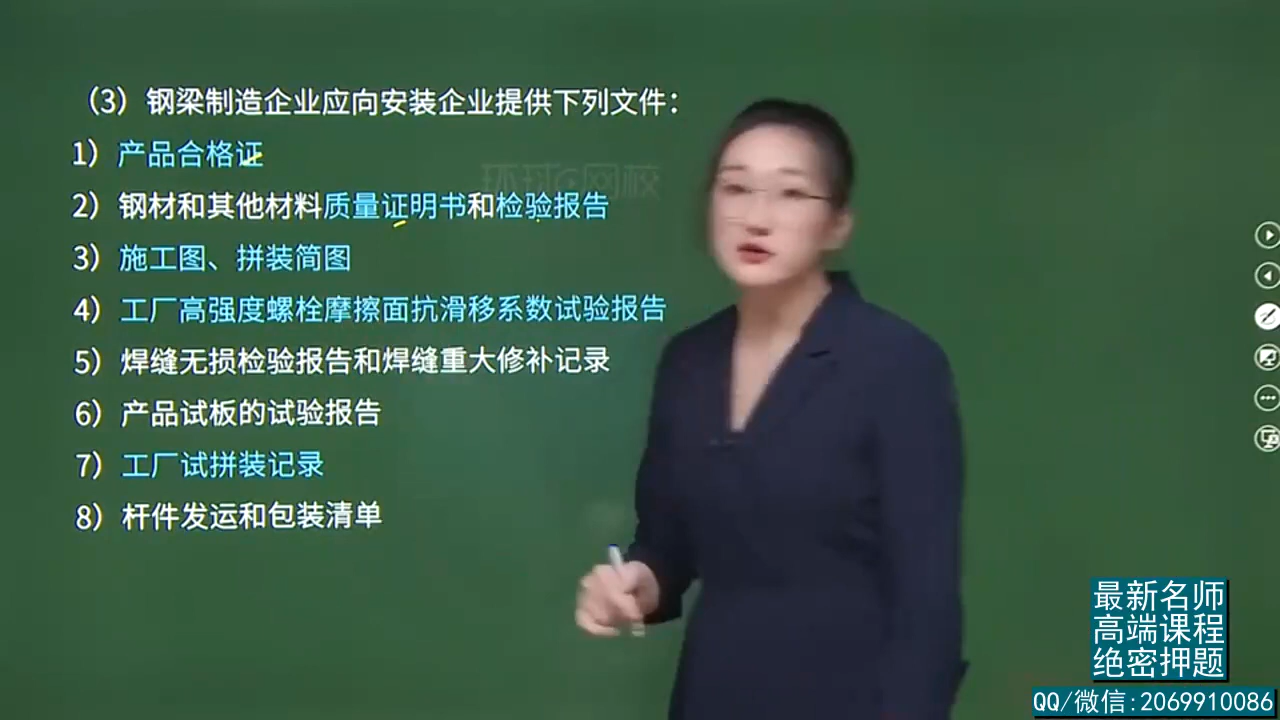 （3）钢梁制造企业应向安装企业提供下列文件：
1）产品合格证
环球网校
2）钢材和其他材料质量证明书和检验报告
3）施工图、拼装简图
4）工厂高强度螺栓摩擦面抗滑移系数试验报告
5）焊缝无损检验报告和焊缝重大修补记录
6）产品试板的试验报告
7）工厂试拼装记录
8）杆件发运和包装清单
最新名师
高端课程
绝密押题
QQ/微信:2069910086